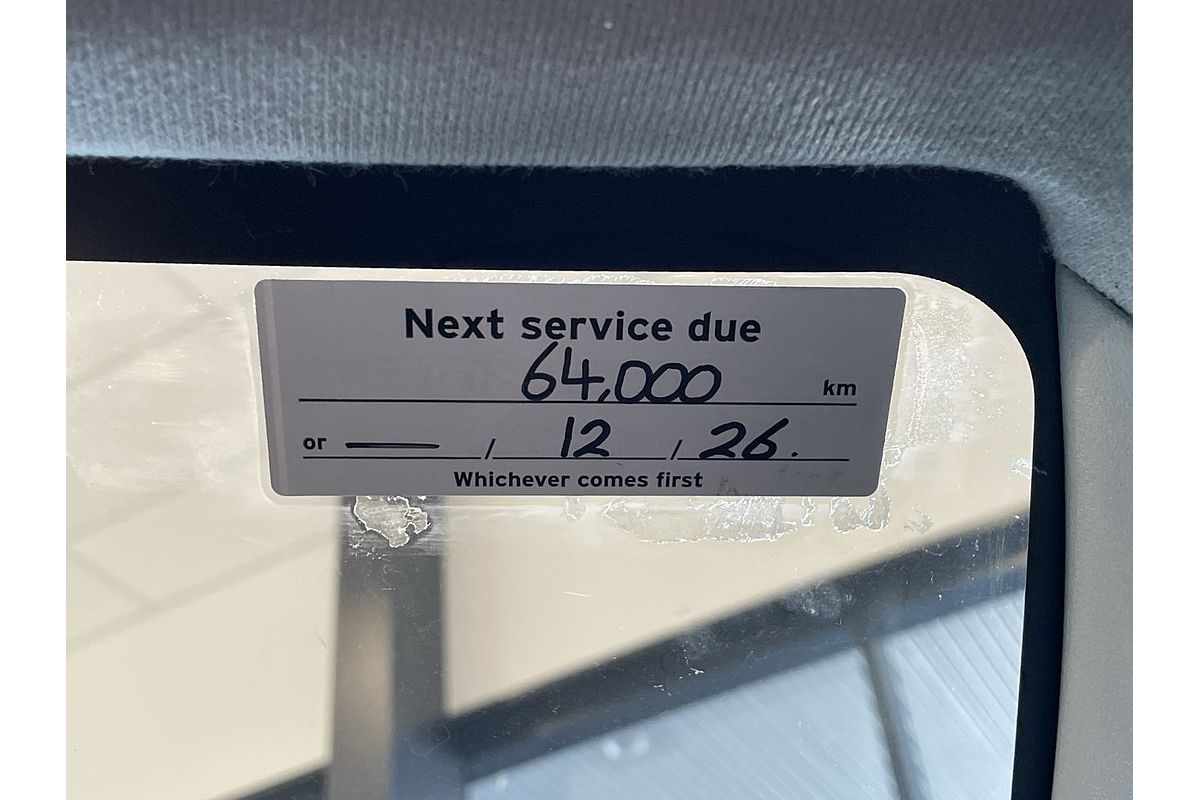 Next service due
64,000 km
or — / 12 / 26.
Whichever comes first